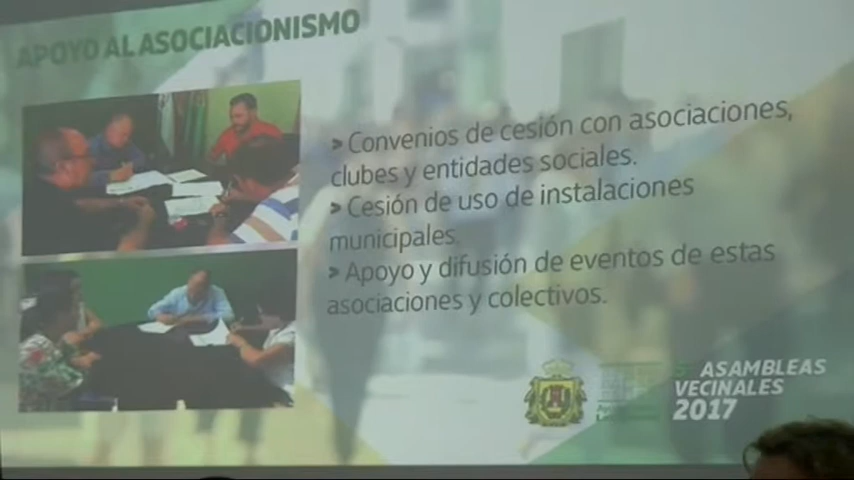 APOYO AL ASOCIACIONISMO
> Convenios de cesión con asociaciones,
clubes y entidades sociales.
> Cesión de uso de instalaciones
municipales.
> Apoyo y difusión de eventos de estas
asociaciones y colectivos.
ASAMBLEAS
VECINALES
2017